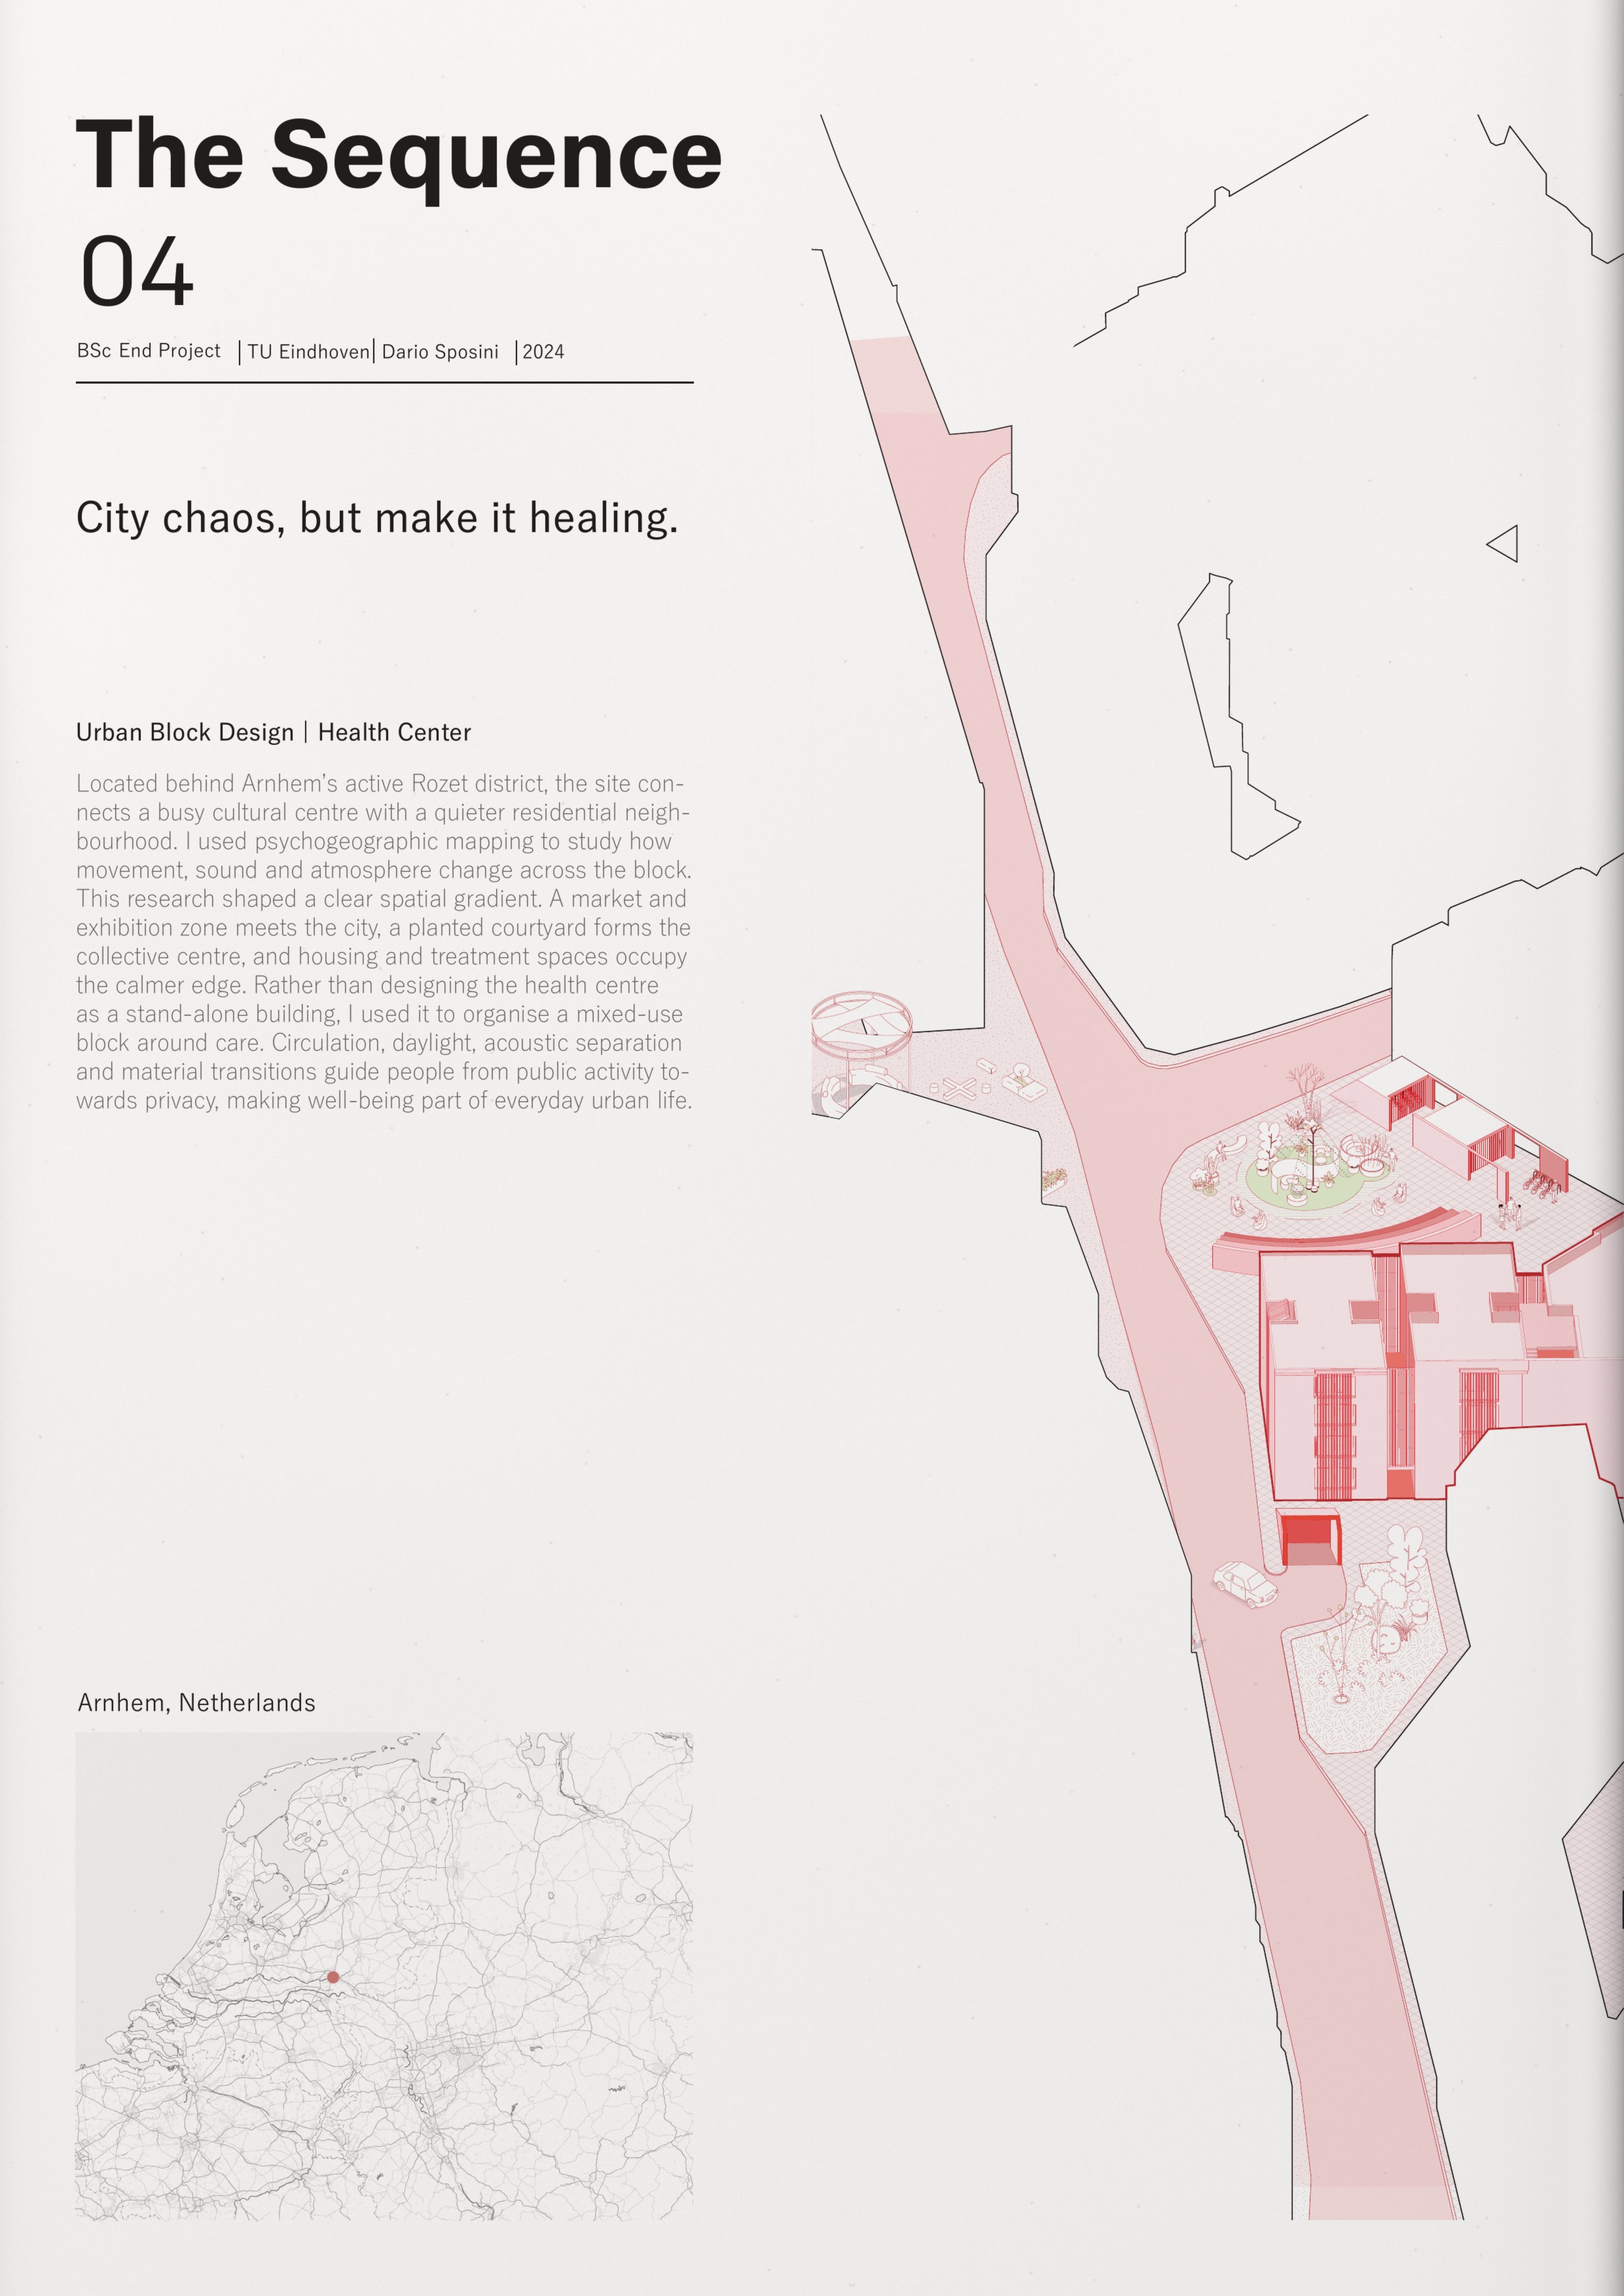 The Sequence
04
BSc End Project | TU Eindhoven | Dario Sposini | 2024
City chaos, but make it healing.
Urban Block Design | Health Center
Located behind Arnhem’s active Rozet district, the site con-
nects a busy cultural centre with a quieter residential neigh-
bourhood. I used psychogeographic mapping to study how
movement, sound and atmosphere change across the block.
This research shaped a clear spatial gradient. A market and
exhibition zone meets the city, a planted courtyard forms the
collective centre, and housing and treatment spaces occupy
the calmer edge. Rather than designing the health centre
as a stand-alone building, I used it to organise a mixed-use
block around care. Circulation, daylight, acoustic separation
and material transitions guide people from public activity to-
wards privacy, making well-being part of everyday urban life.
Arnhem, Netherlands